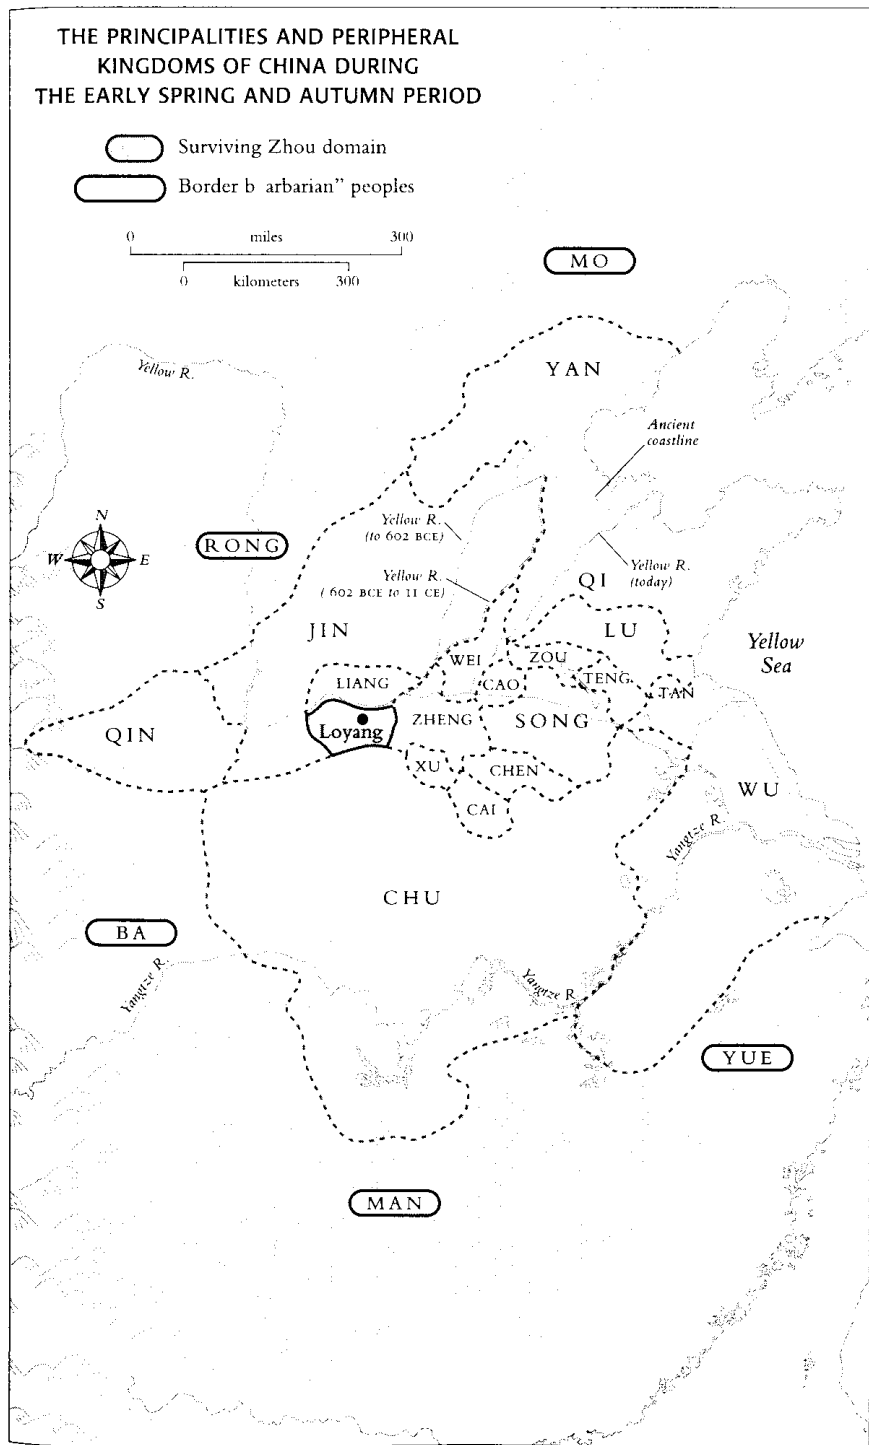 THE PRINCIPALITIES AND PERIPHERAL
KINGDOMS OF CHINA DURING
THE EARLY SPRING AND AUTUMN PERIOD
Surviving Zhou domain
Border b arbarian” peoples
0 miles 300
0 kilometers 300
MO
YAN
Yellow R.
Ancient
coastline
N
W E
S
RONG
Yellow R.
(to 602 BCE)
Yellow R.
( 602 BCE to 11 CE)
Yellow R.
(today)
QI
JIN
LU
Yellow
Sea
WEI
ZOU
LIANG
CAO
TENG
TAN
QIN
Loyang
ZHENG
SONG
XU
CHEN
WU
CAI
Yangtze R.
CHU
BA
Yangtze R.
Yangtze R.
YUE
MAN